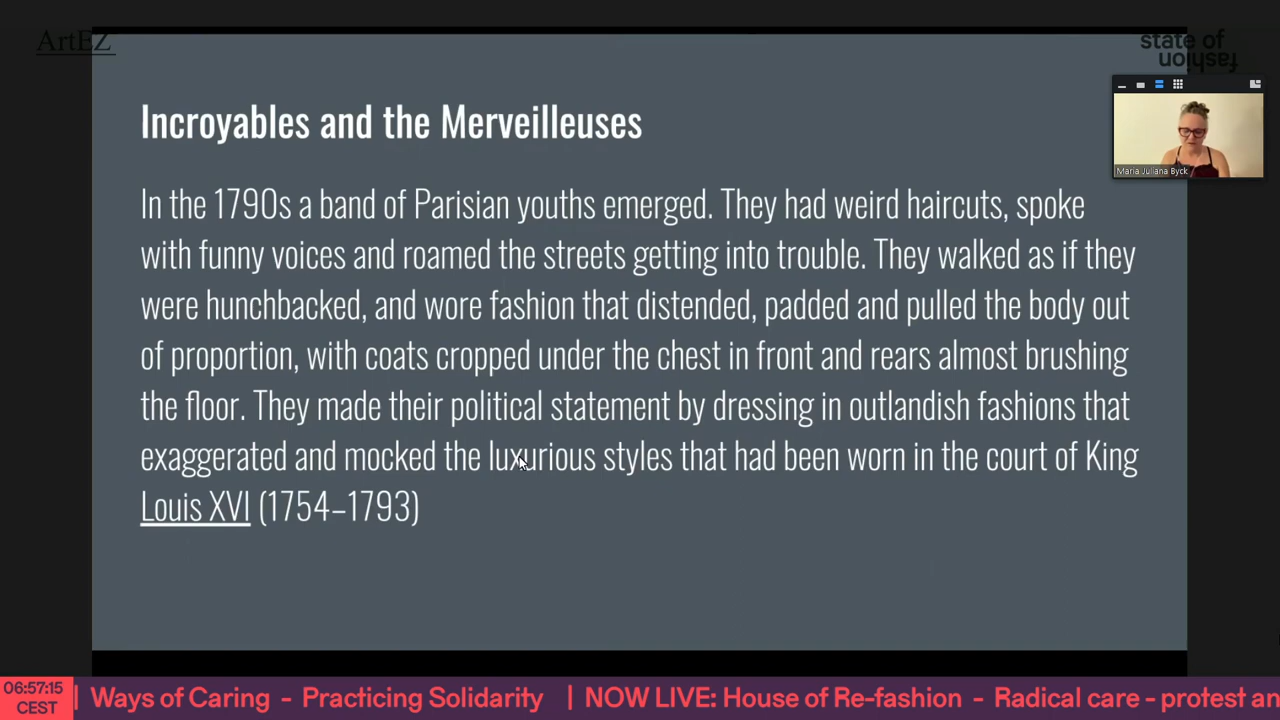 ArtEZ
state of
fashion
Maria Juliana Byck
Incroyables and the Merveilleuses
In the 1790s a band of Parisian youths emerged. They had weird haircuts, spoke
with funny voices and roamed the streets getting into trouble. They walked as if they
were hunchbacked, and wore fashion that distended, padded and pulled the body out
of proportion, with coats cropped under the chest in front and rears almost brushing
the floor. They made their political statement by dressing in outlandish fashions that
exaggerated and mocked the luxurious styles that had been worn in the court of King
Louis XVI (1754–1793)
06:57:15
CEST
| Ways of Caring - Practicing Solidarity | NOW LIVE: House of Re-fashion - Radical care - protest an